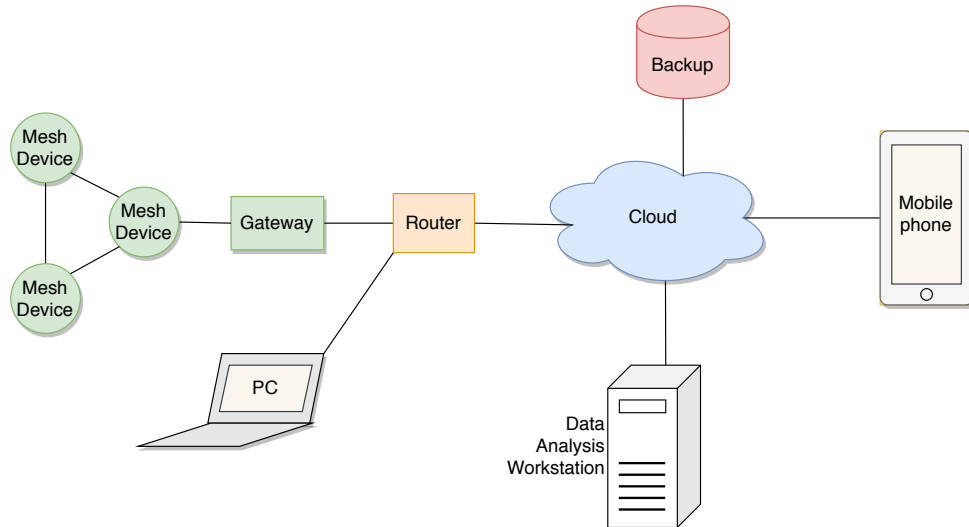 Backup
Mesh
Device
Mesh
Device
Gateway
Router
Cloud
Mobile
phone
Mesh
Device
PC
Data
Analysis
Workstation